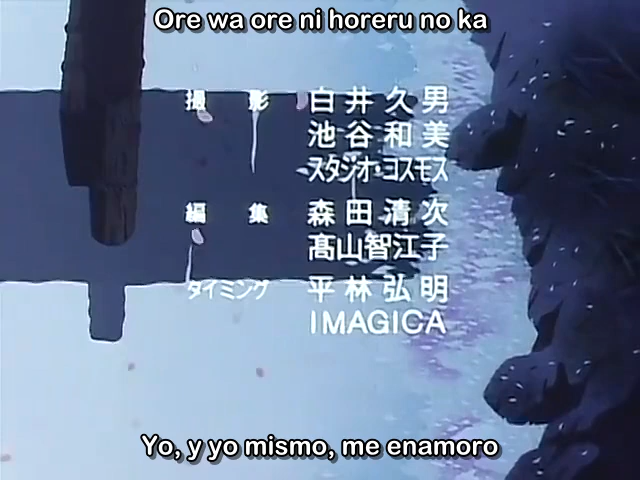 Ore wa ore ni horeru no ka
撮 影 白井久男
池谷和美
スタジオ・コスモス
編 集 森田清次
髙山智江子
タイミング 平林弘明
IMAGICA
Yo, y yo mismo, me enamoro